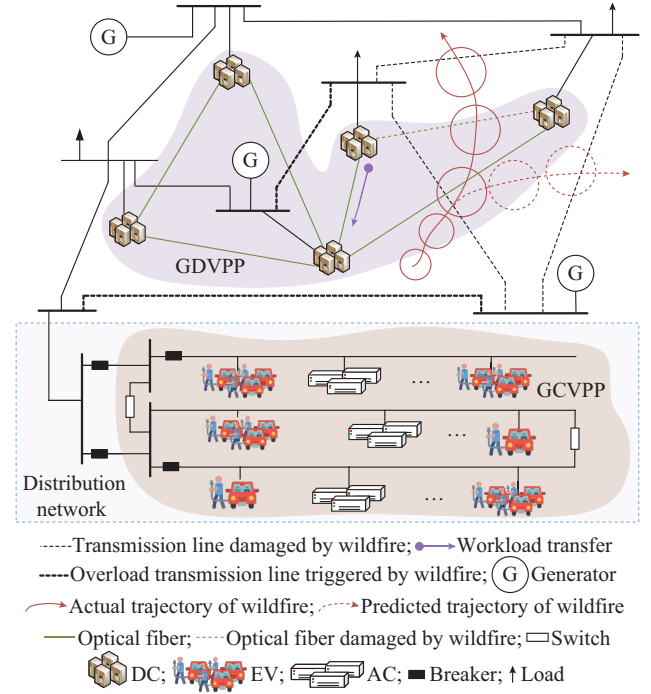 G
G
GDVPP
G
GCVPP
...
...
...
Distribution
network
Transmission line damaged by wildfire; Workload transfer
Overload transmission line triggered by wildfire; G Generator
Actual trajectory of wildfire; Predicted trajectory of wildfire
Optical fiber; Optical fiber damaged by wildfire; Switch
DC; EV; AC; Breaker; Load